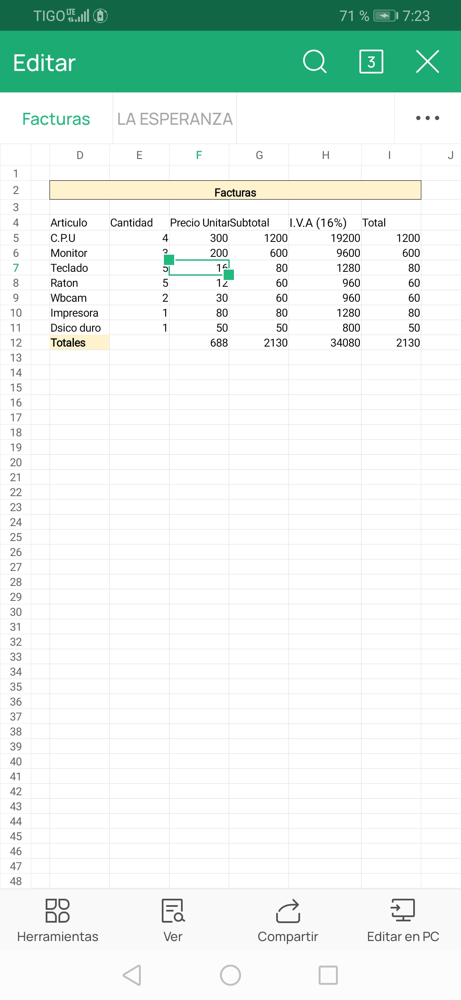 TIGO LTE 71 % 7:23
Editar 3
Facturas LA ESPERANZA
D E F G H I J
1
2 Facturas
3
4 Articulo Cantidad Precio Unitar Subtotal I.V.A (16%) Total
5 C.P.U 4 300 1200 19200 1200
6 Monitor 3 200 600 9600 600
7 Teclado 5 16 80 1280 80
8 Raton 5 12 60 960 60
9 Wbcam 2 30 60 960 60
10 Impresora 1 80 80 1280 80
11 Dsico duro 1 50 50 800 50
12 Totales 688 2130 34080 2130
13
14
15
16
17
18
19
20
21
22
23
24
25
26
27
28
29
30
31
32
33
34
35
36
37
38
39
40
41
42
43
44
45
46
47
48
Herramientas Ver Compartir Editar en PC